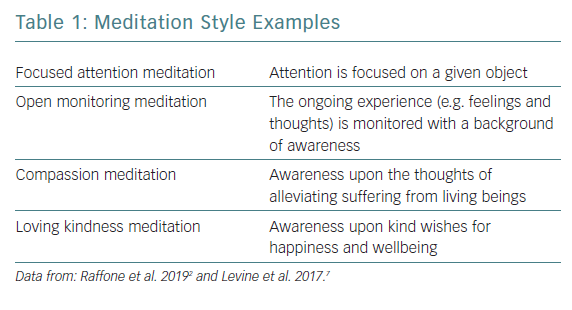 Table 1: Meditation Style Examples
Focused attention meditation Attention is focused on a given object
Open monitoring meditation The ongoing experience (e.g. feelings and
thoughts) is monitored with a background
of awareness
Compassion meditation Awareness upon the thoughts of
alleviating suffering from living beings
Loving kindness meditation Awareness upon kind wishes for
happiness and wellbeing
Data from: Raffone et al. 2019² and Levine et al. 2017.⁷